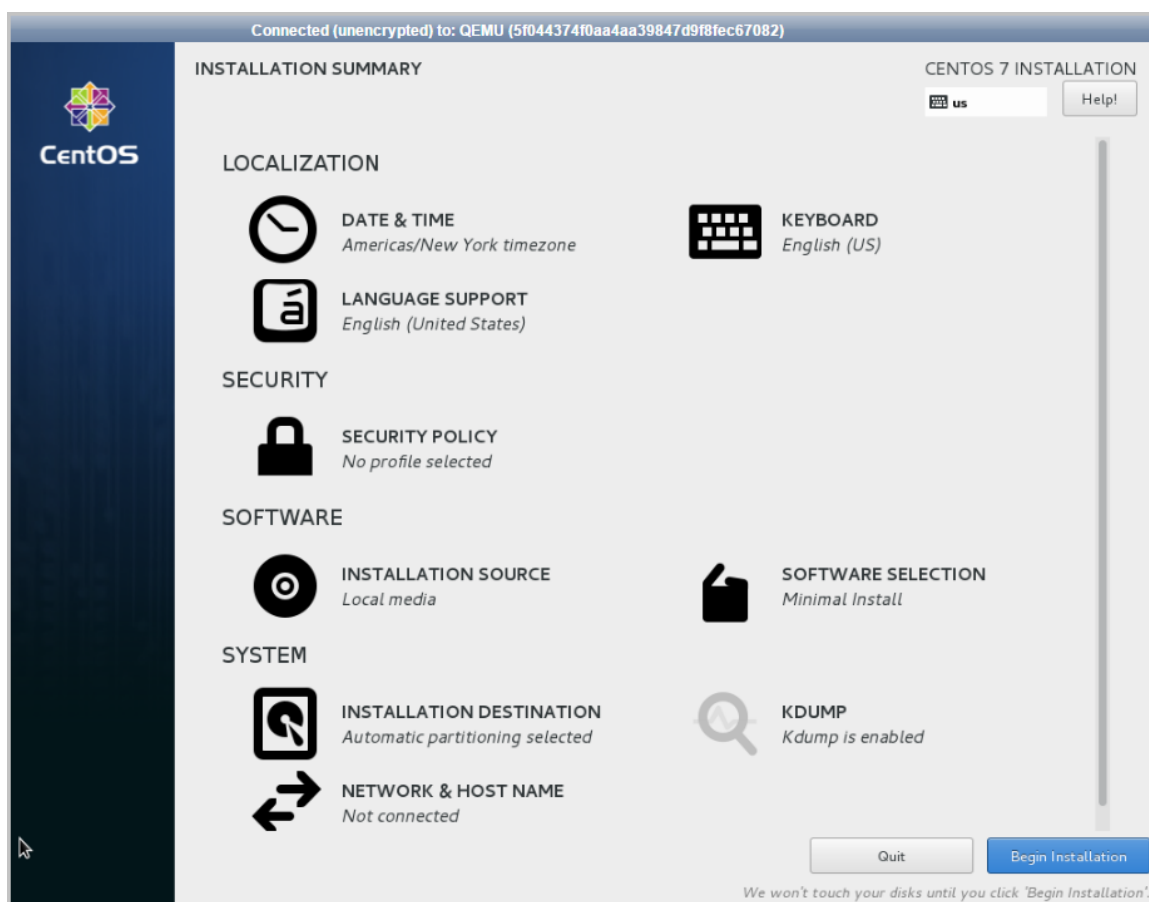 Connected (unencrypted) to: QEMU (5f044374f0aa4aa39847d9f8fec67082)
INSTALLATION SUMMARY
CENTOS 7 INSTALLATION
us
Help!
CentOS
LOCALIZATION
DATE & TIME
Americas/New York timezone
KEYBOARD
English (US)
á
LANGUAGE SUPPORT
English (United States)
SECURITY
SECURITY POLICY
No profile selected
SOFTWARE
INSTALLATION SOURCE
Local media
SOFTWARE SELECTION
Minimal Install
SYSTEM
INSTALLATION DESTINATION
Automatic partitioning selected
KDUMP
Kdump is enabled
NETWORK & HOST NAME
Not connected
Quit
Begin Installation
We won't touch your disks until you click 'Begin Installation'.